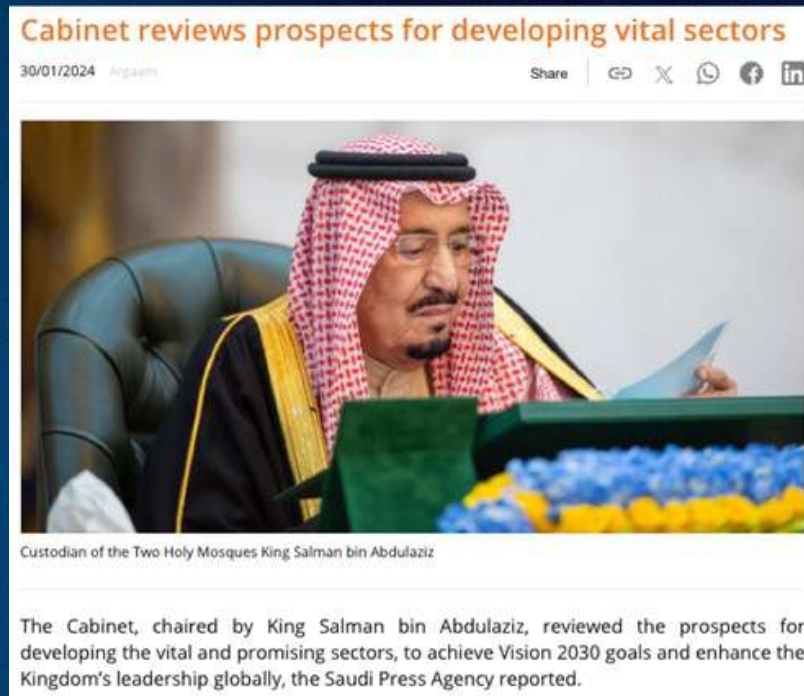 Cabinet reviews prospects for developing vital sectors
30/01/2024 Argaam
Share
Custodian of the Two Holy Mosques King Salman bin Abdulaziz
The Cabinet, chaired by King Salman bin Abdulaziz, reviewed the prospects for
developing the vital and promising sectors, to achieve Vision 2030 goals and enhance the
Kingdom's leadership globally, the Saudi Press Agency reported.